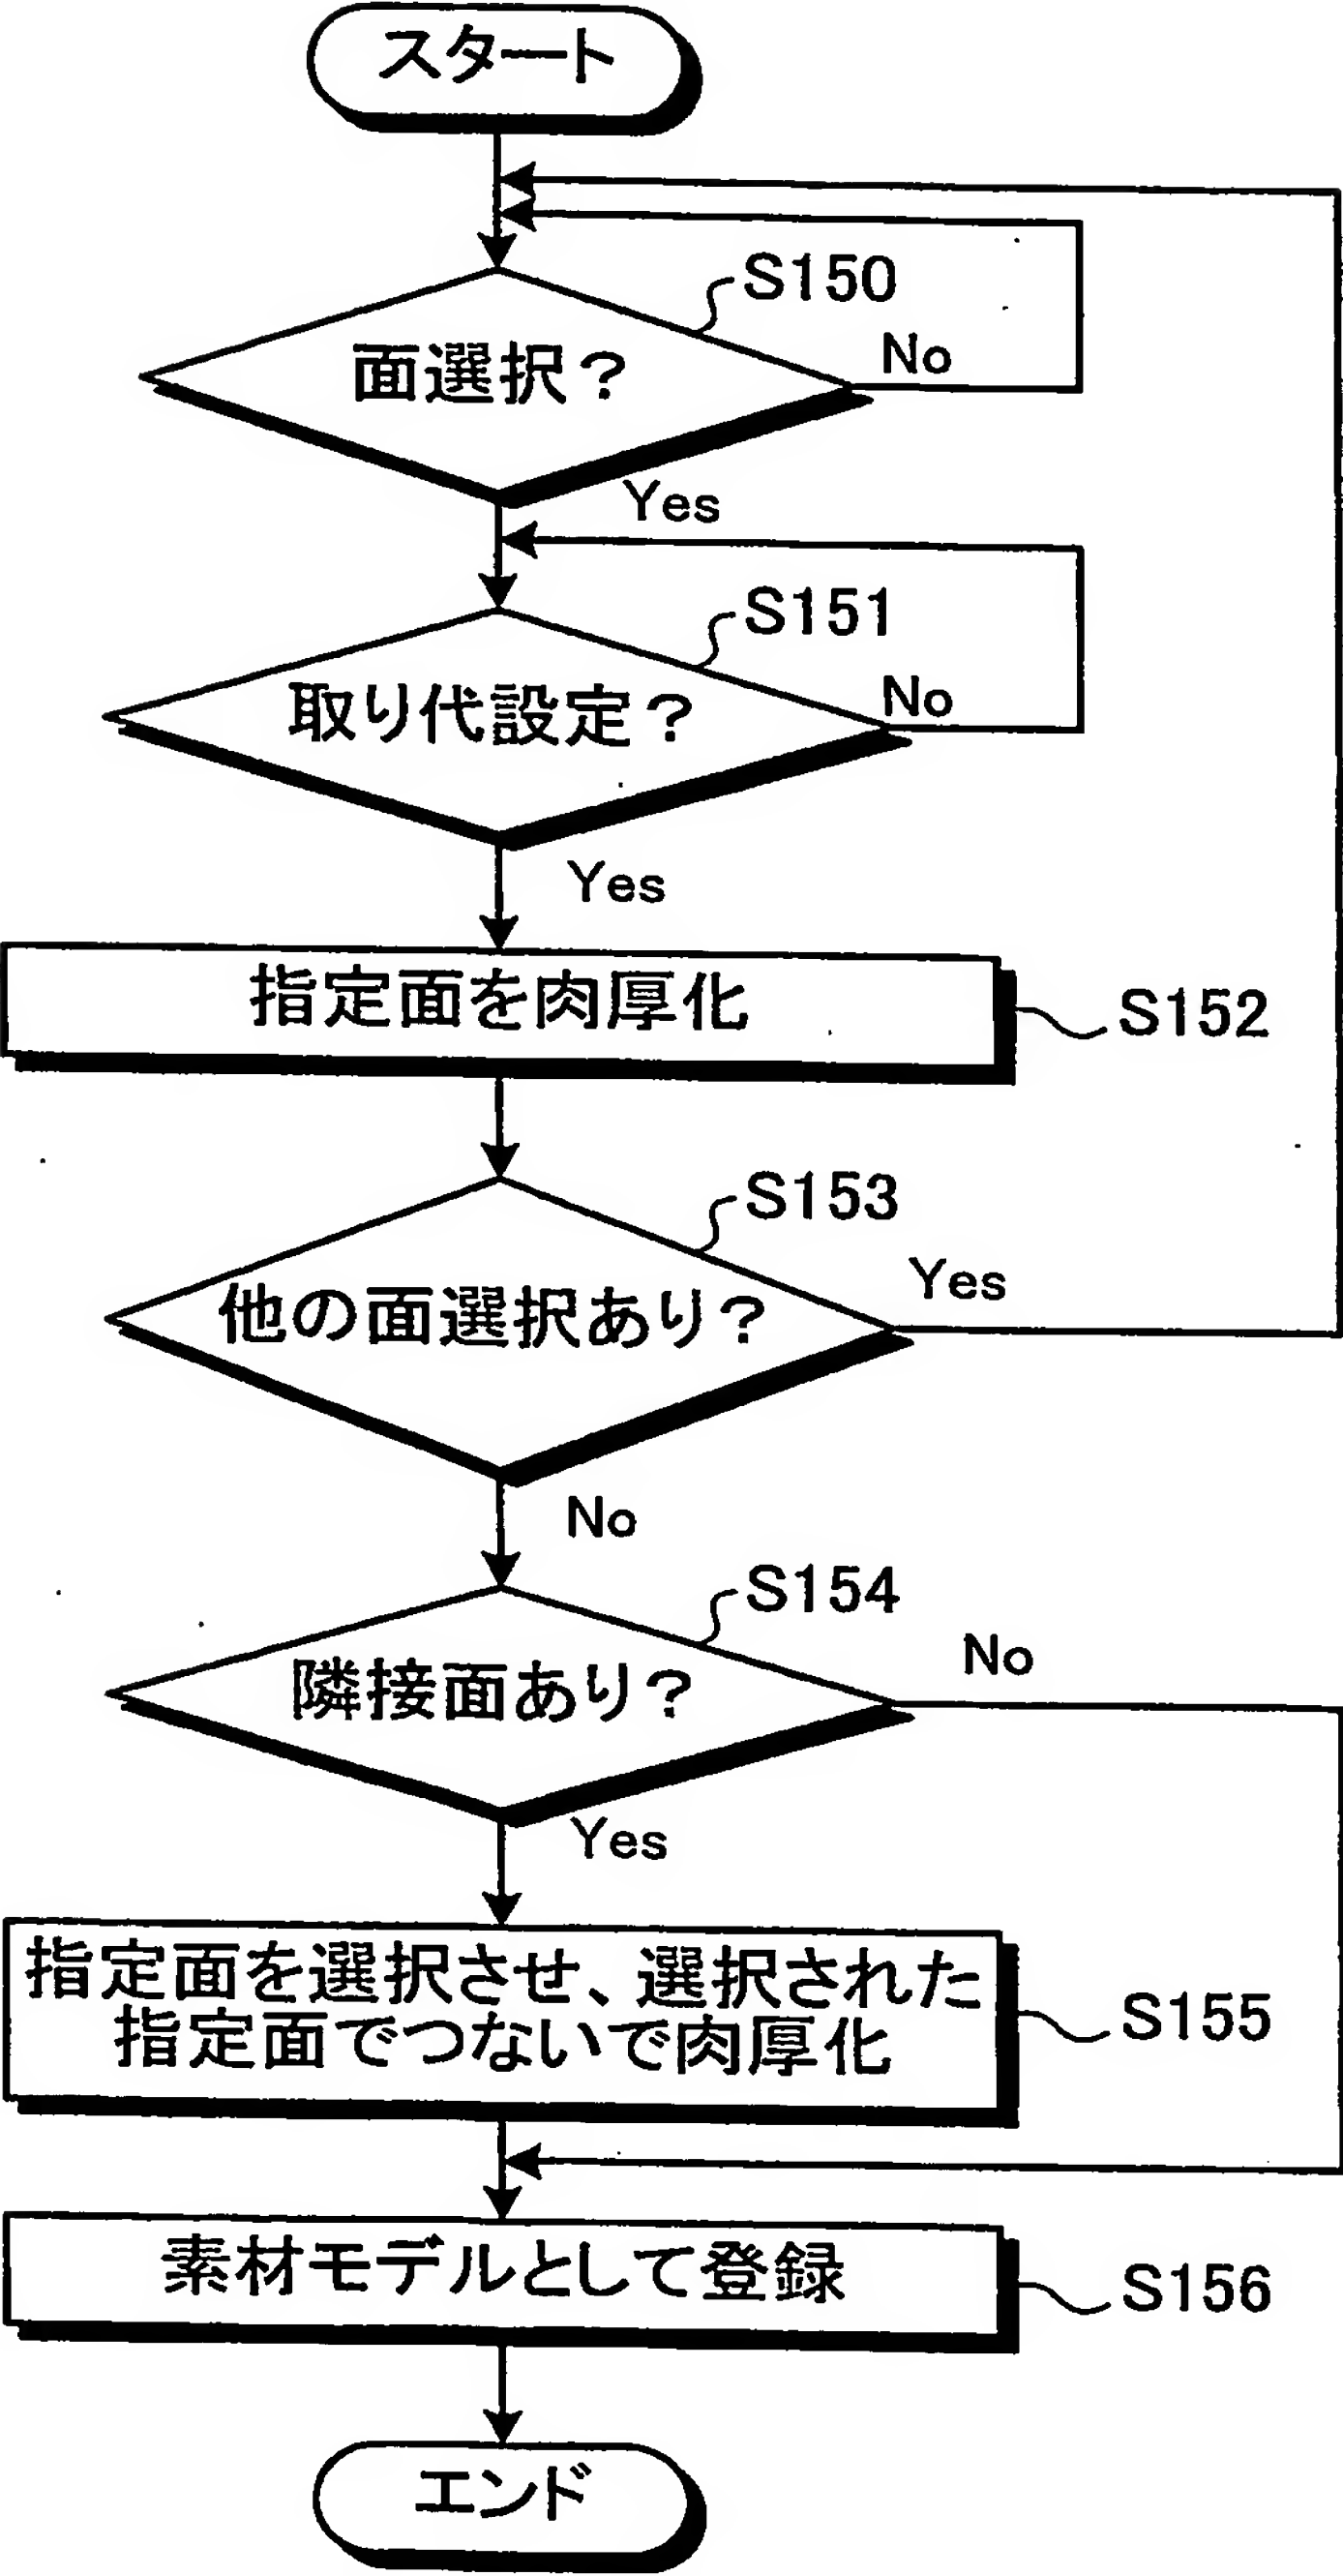 スタート
S150
面選択？
No
Yes
S151
取り代設定？
No
Yes
指定面を肉厚化
S152
S153
他の面選択あり？
Yes
No
S154
隣接面あり？
No
Yes
指定面を選択させ、選択された
指定面でつないで肉厚化
S155
素材モデルとして登録
S156
エンド